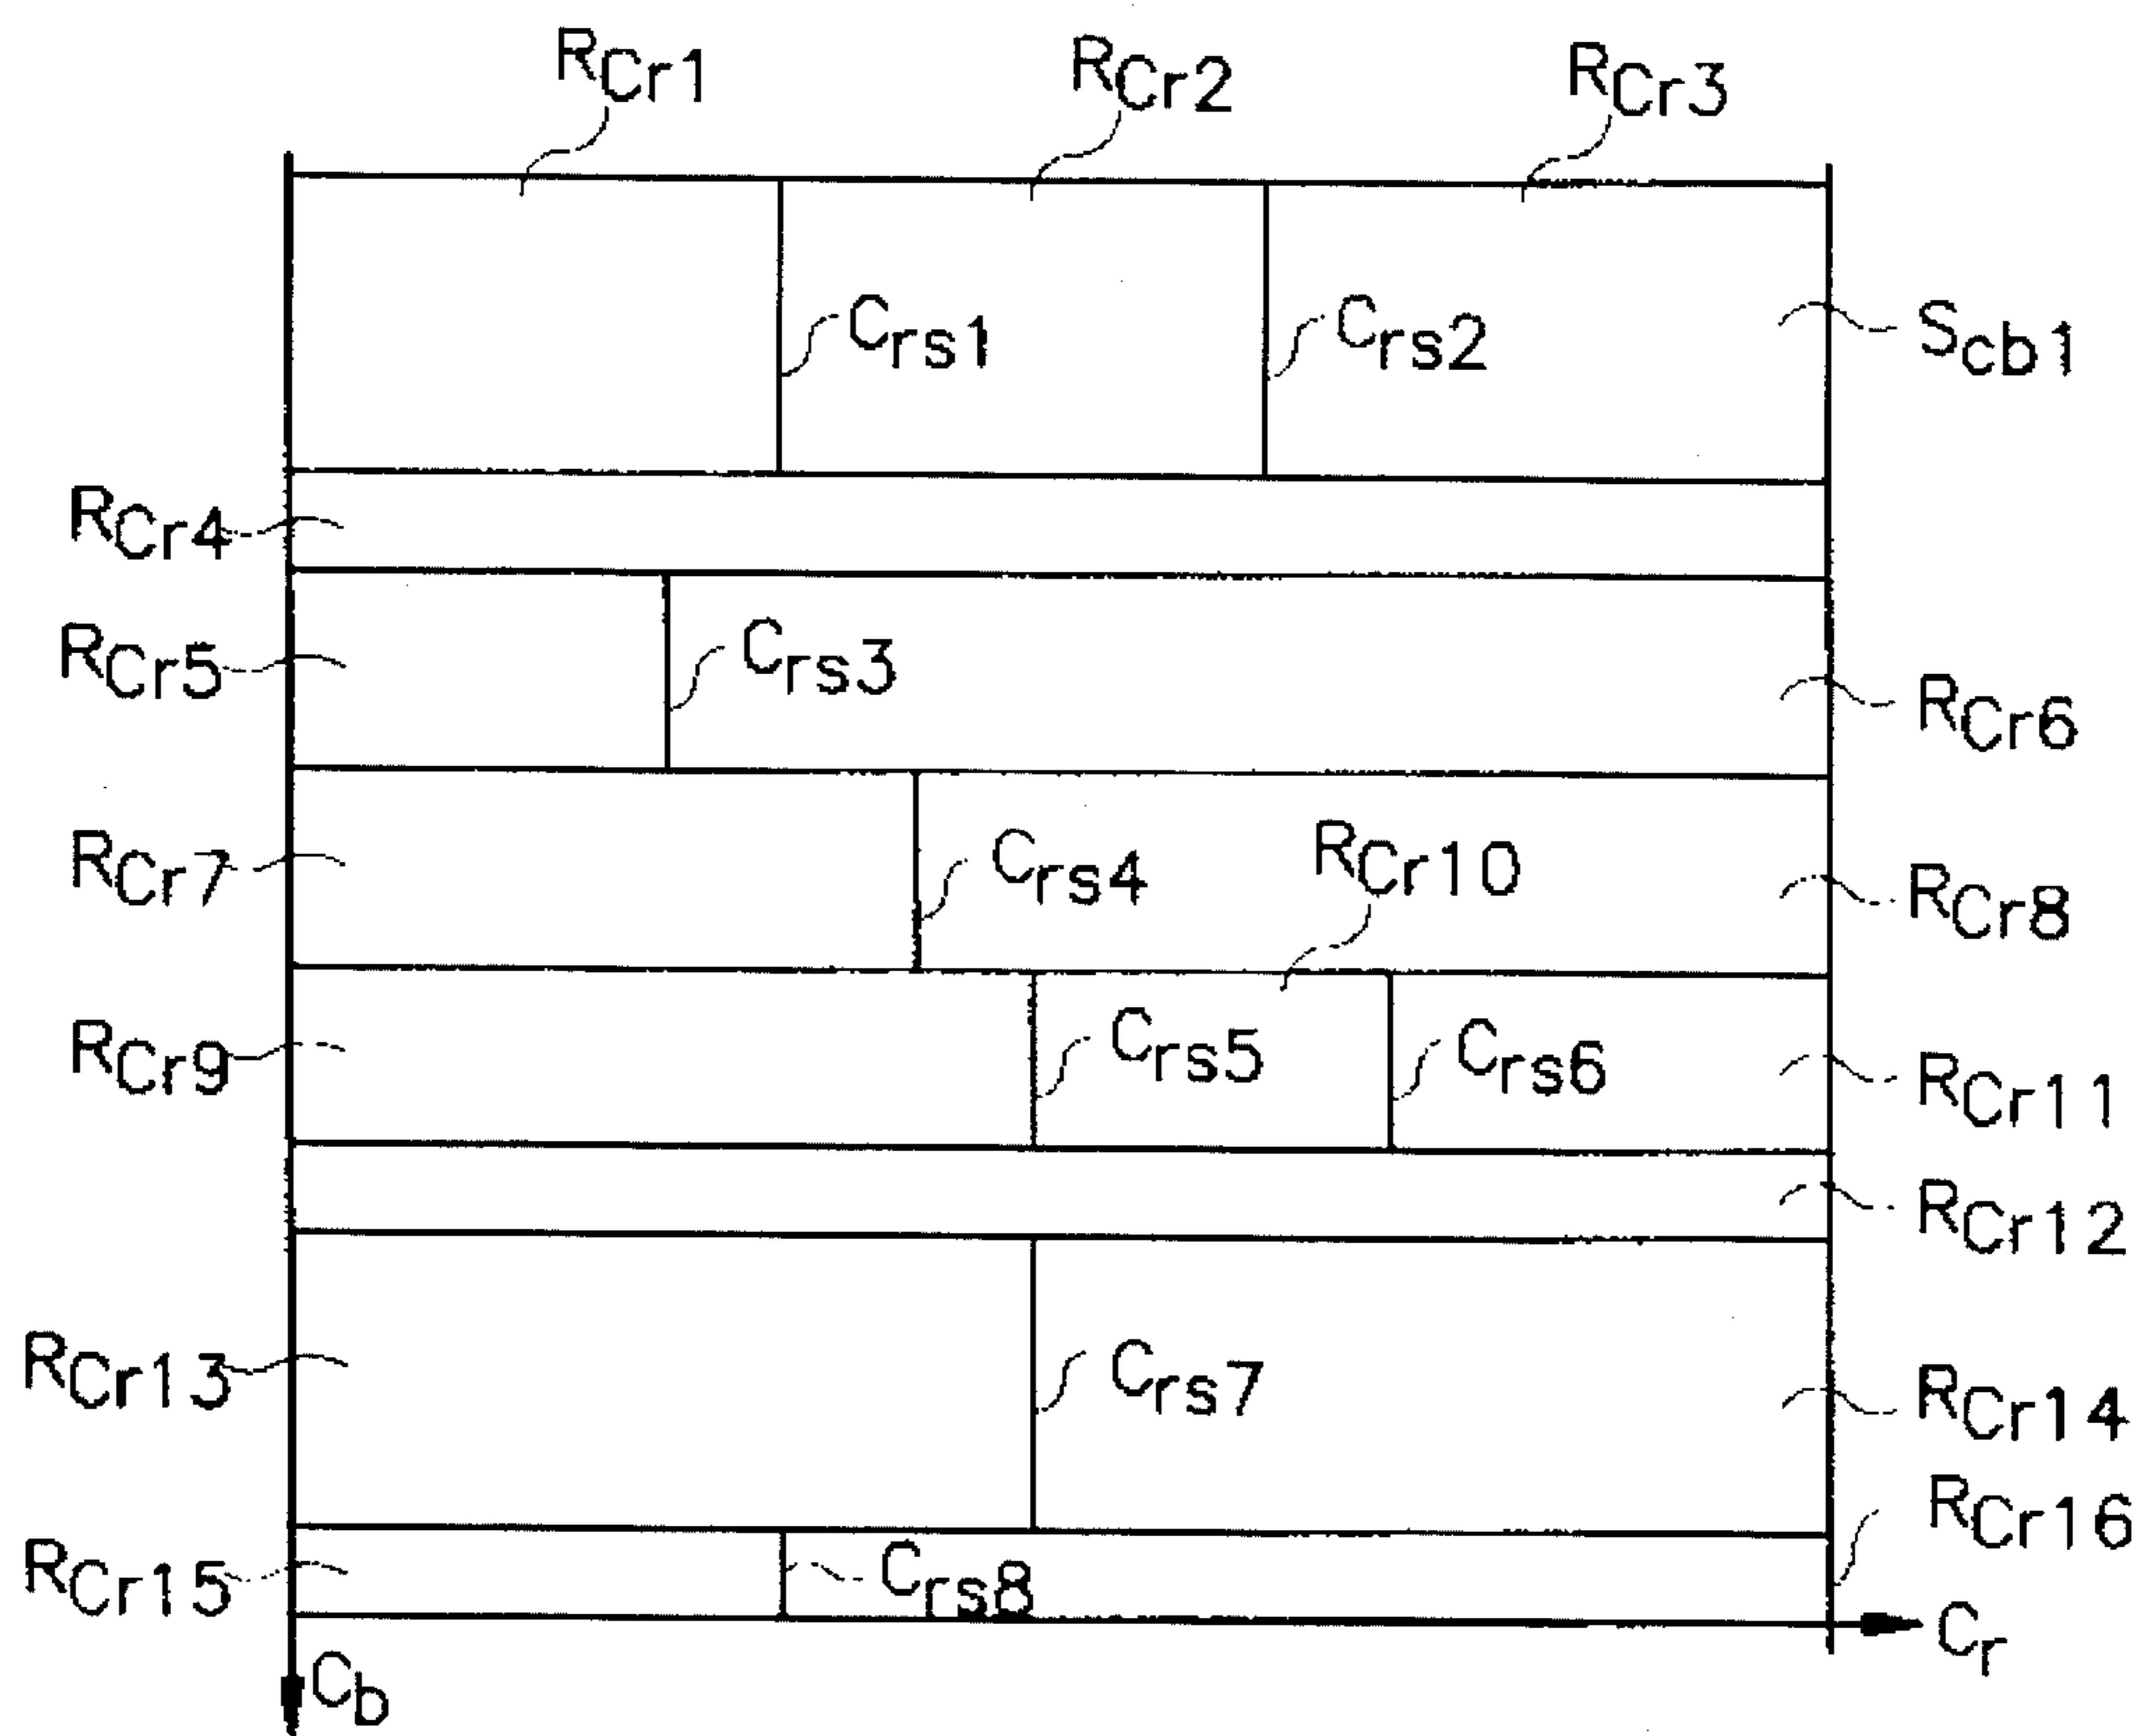 RCr1 RCr2 RCr3
Crs1 Crs2 Scb1
RCr4
RCr5 Crs3 RCr6
RCr7 Crs4 RCr10 RCr8
RCr9 Crs5 Crs6 RCr11
RCr12
RCr13 Crs7 RCr14
RCr16
RCr15 Crs8
Cr
Cb